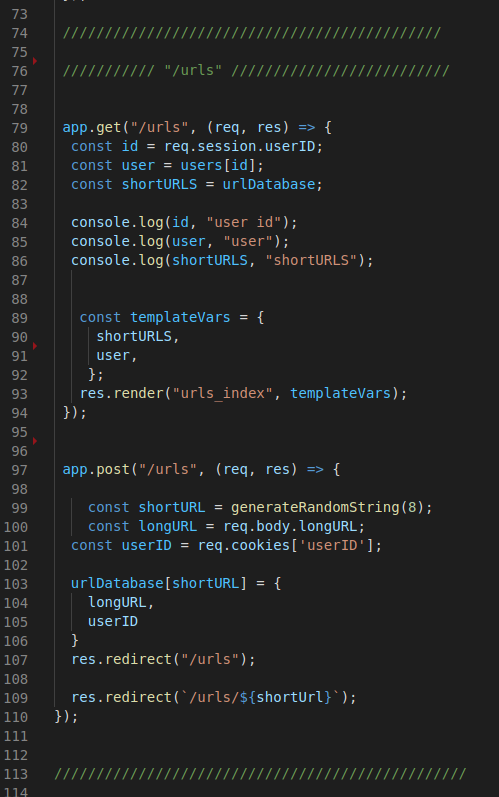 73
74 /////////////////////////////////////////////
75
76 /////////// "/urls" //////////////////////////
77
78
79 app.get("/urls", (req, res) => {
80 const id = req.session.userID;
81 const user = users[id];
82 const shortURLS = urlDatabase;
83
84 console.log(id, "user id");
85 console.log(user, "user");
86 console.log(shortURLS, "shortURLS");
87
88
89 const templateVars = {
90 shortURLS,
91 user,
92 };
93 res.render("urls_index", templateVars);
94 });
95
96
97 app.post("/urls", (req, res) => {
98
99 const shortURL = generateRandomString(8);
100 const longURL = req.body.longURL;
101 const userID = req.cookies['userID'];
102
103 urlDatabase[shortURL] = {
104 longURL,
105 userID
106 }
107 res.redirect("/urls");
108
109 res.redirect(`/urls/${shortUrl}`);
110 });
111
112
113 /////////////////////////////////////////////////
114